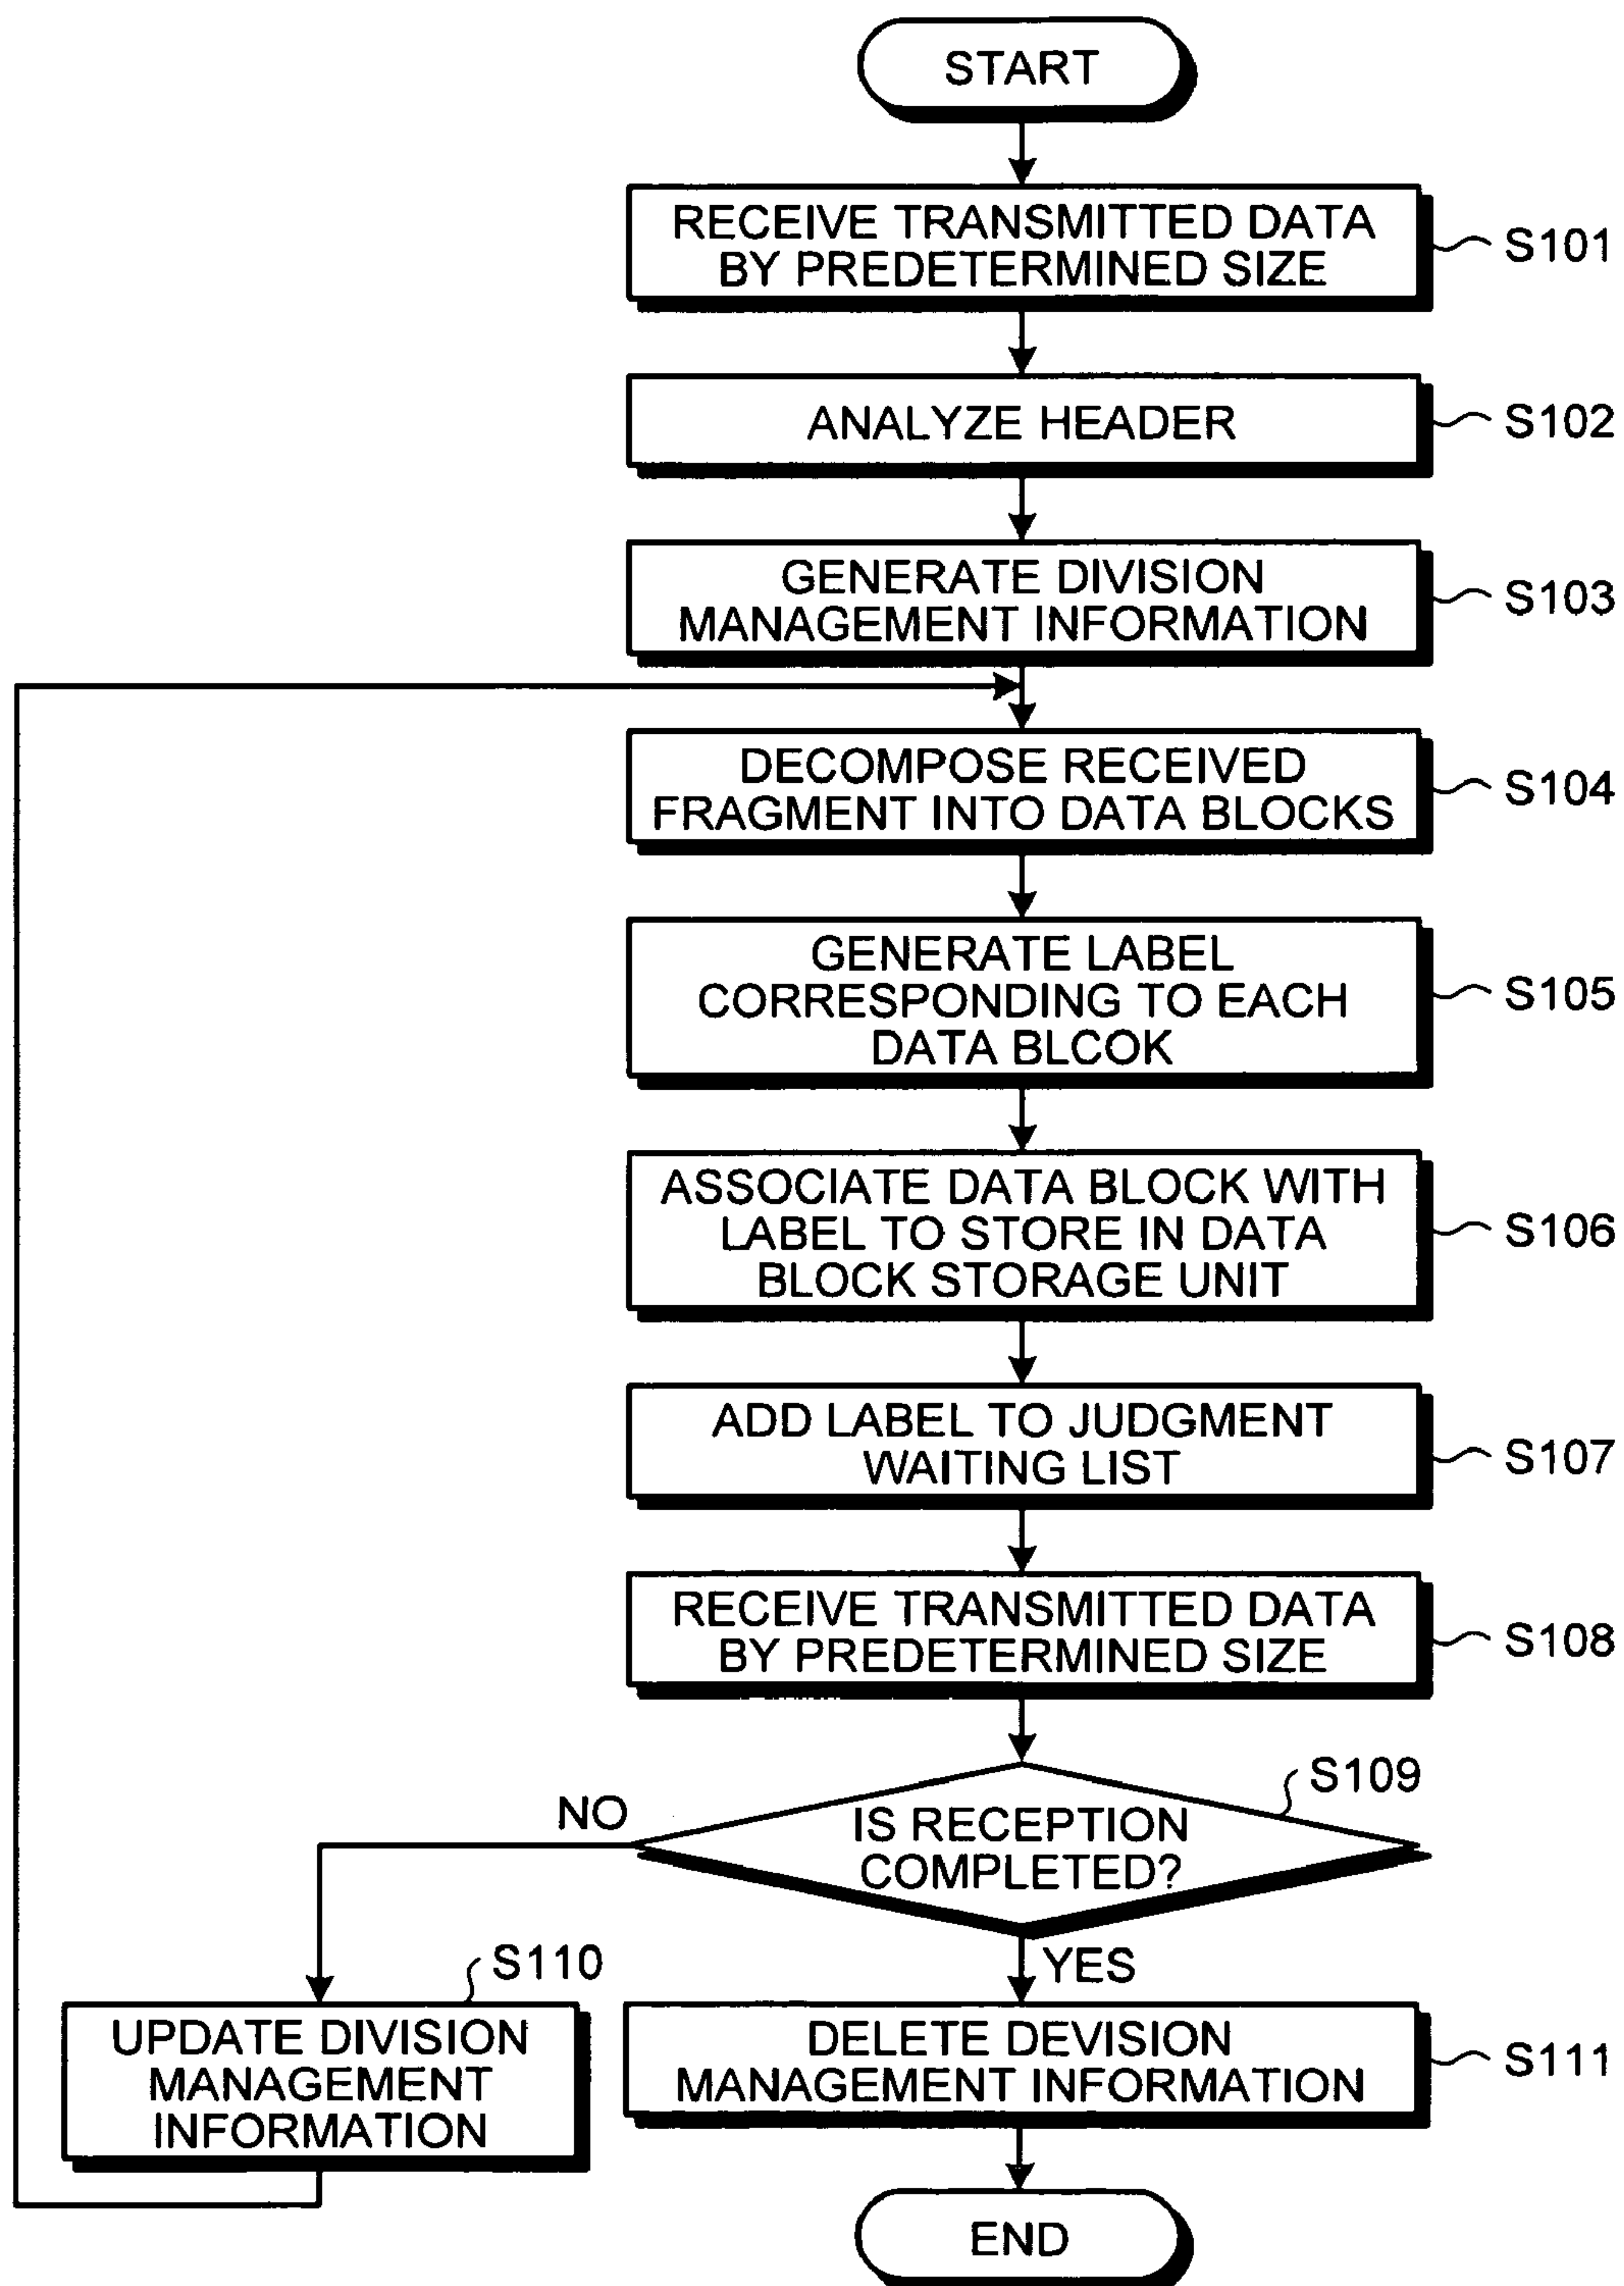 START
RECEIVE TRANSMITTED DATA
BY PREDETERMINED SIZE
S101
ANALYZE HEADER
S102
GENERATE DIVISION
MANAGEMENT INFORMATION
S103
DECOMPOSE RECEIVED
FRAGMENT INTO DATA BLOCKS
S104
GENERATE LABEL
CORRESPONDING TO EACH
DATA BLCOK
S105
ASSOCIATE DATA BLOCK WITH
LABEL TO STORE IN DATA
BLOCK STORAGE UNIT
S106
ADD LABEL TO JUDGMENT
WAITING LIST
S107
RECEIVE TRANSMITTED DATA
BY PREDETERMINED SIZE
S108
S109
NO
IS RECEPTION
COMPLETED?
YES
S110
UPDATE DIVISION
MANAGEMENT
INFORMATION
DELETE DEVISION
MANAGEMENT INFORMATION
S111
END